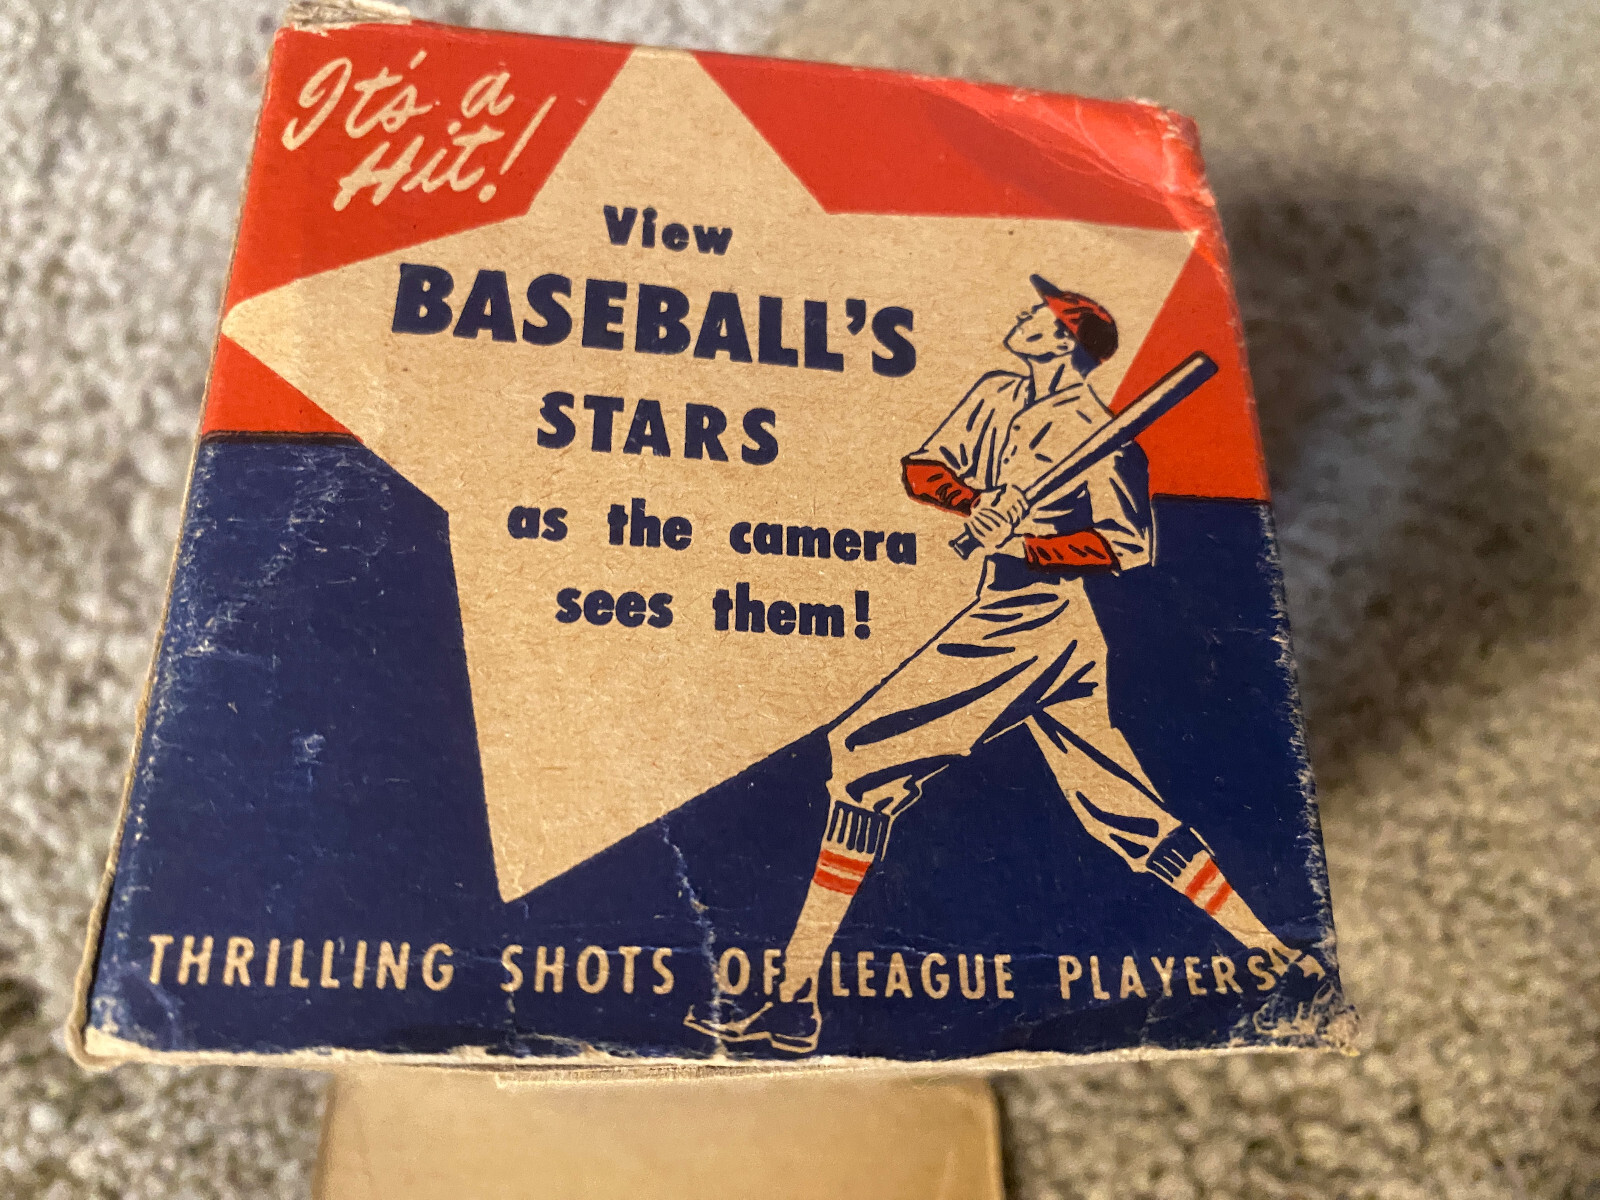 It's a
Hit!
View
BASEBALL'S
STARS
as the camera
sees them!
THRILLING SHOTS OF LEAGUE PLAYERS